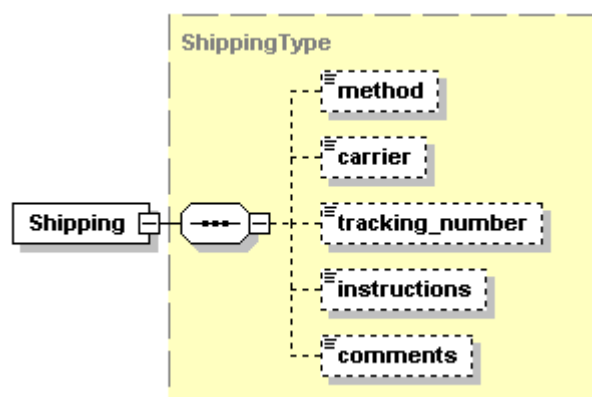 ShippingType
method
carrier
Shipping
tracking_number
instructions
comments